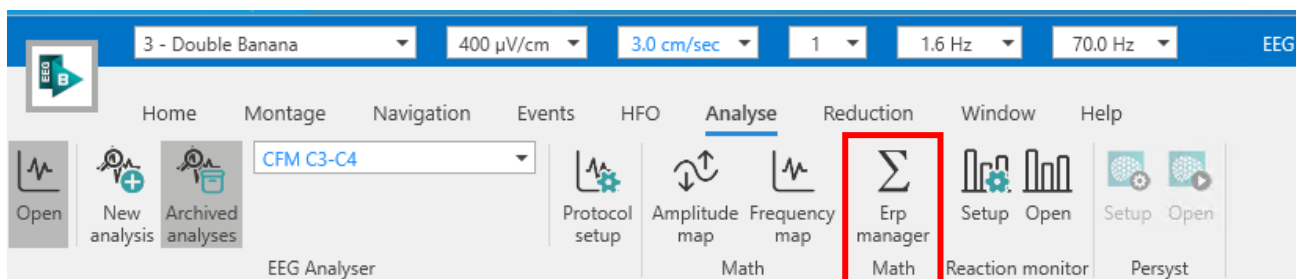 3 - Double Banana 400 µV/cm 3.0 cm/sec 1 1.6 Hz 70.0 Hz EEG
EEG B
Home Montage Navigation Events HFO Analyse Reduction Window Help
CFM C3-C4
Open New analysis Archived analyses Protocol setup Amplitude map Frequency map Erp manager Setup Open Setup Open
EEG Analyser Math Math Reaction monitor Persyst